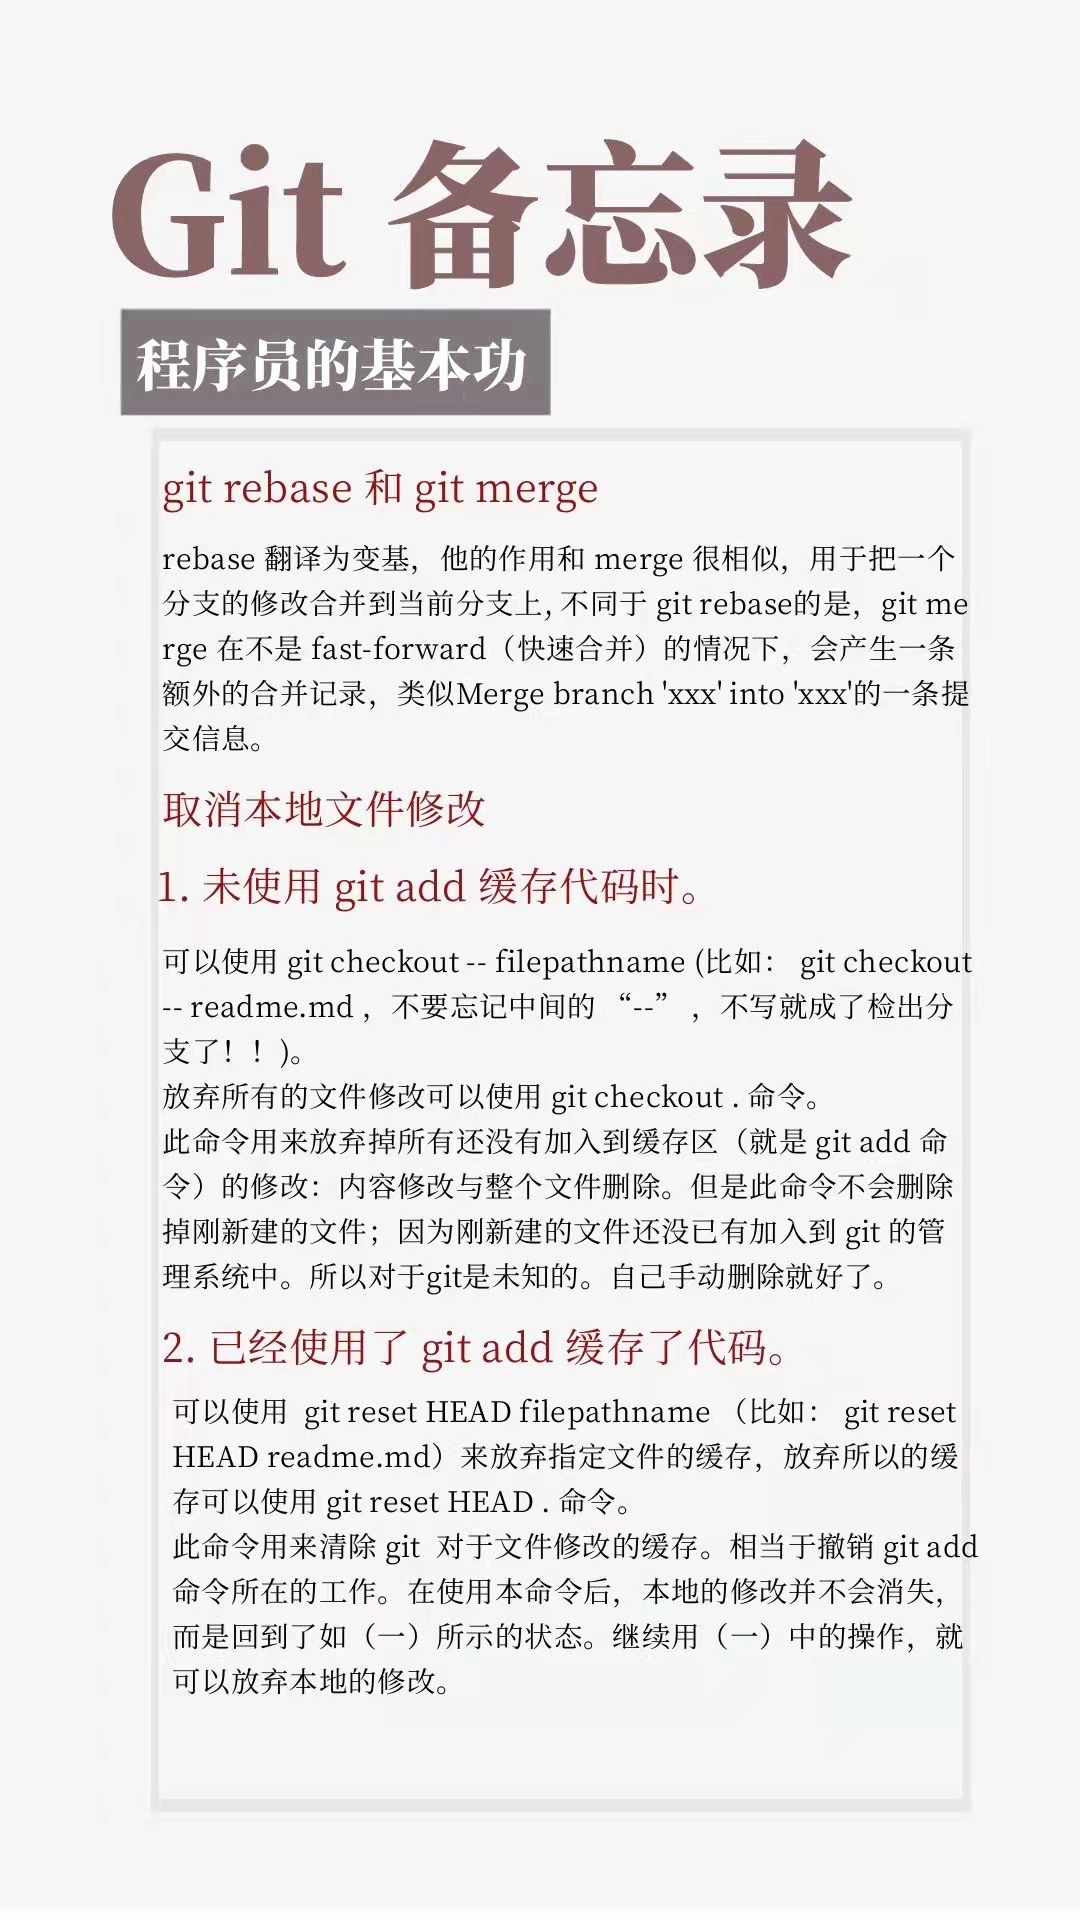 Git 备忘录
程序员的基本功
git rebase 和 git merge
rebase 翻译为变基，他的作用和 merge 很相似，用于把一个
分支的修改合并到当前分支上, 不同于 git rebase的是，git me
rge 在不是 fast-forward（快速合并）的情况下，会产生一条
额外的合并记录，类似Merge branch 'xxx' into 'xxx'的一条提
交信息。
取消本地文件修改
1. 未使用 git add 缓存代码时。
可以使用 git checkout -- filepathname (比如： git checkout
-- readme.md ，不要忘记中间的 “--” ，不写就成了检出分
支了！！)。
放弃所有的文件修改可以使用 git checkout . 命令。
此命令用来放弃掉所有还没有加入到缓存区（就是 git add 命
令）的修改：内容修改与整个文件删除。但是此命令不会删除
掉刚新建的文件；因为刚新建的文件还没已有加入到 git 的管
理系统中。所以对于git是未知的。自己手动删除就好了。
2. 已经使用了 git add 缓存了代码。
可以使用 git reset HEAD filepathname （比如： git reset
HEAD readme.md）来放弃指定文件的缓存，放弃所以的缓
存可以使用 git reset HEAD . 命令。
此命令用来清除 git 对于文件修改的缓存。相当于撤销 git add
命令所在的工作。在使用本命令后，本地的修改并不会消失，
而是回到了如（一）所示的状态。继续用（一）中的操作，就
可以放弃本地的修改。